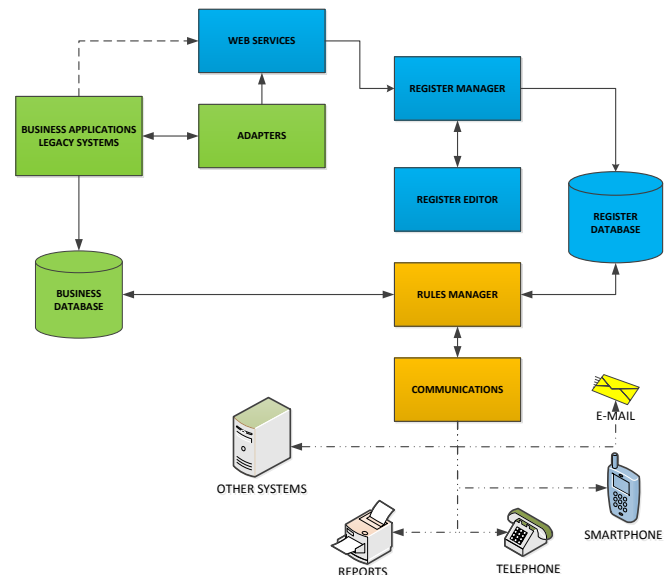 WEB SERVICES
REGISTER MANAGER
BUSINESS APPLICATIONS
LEGACY SYSTEMS
ADAPTERS
REGISTER EDITOR
REGISTER
DATABASE
BUSINESS
DATABASE
RULES MANAGER
COMMUNICATIONS
E-MAIL
OTHER SYSTEMS
SMARTPHONE
REPORTS
TELEPHONE